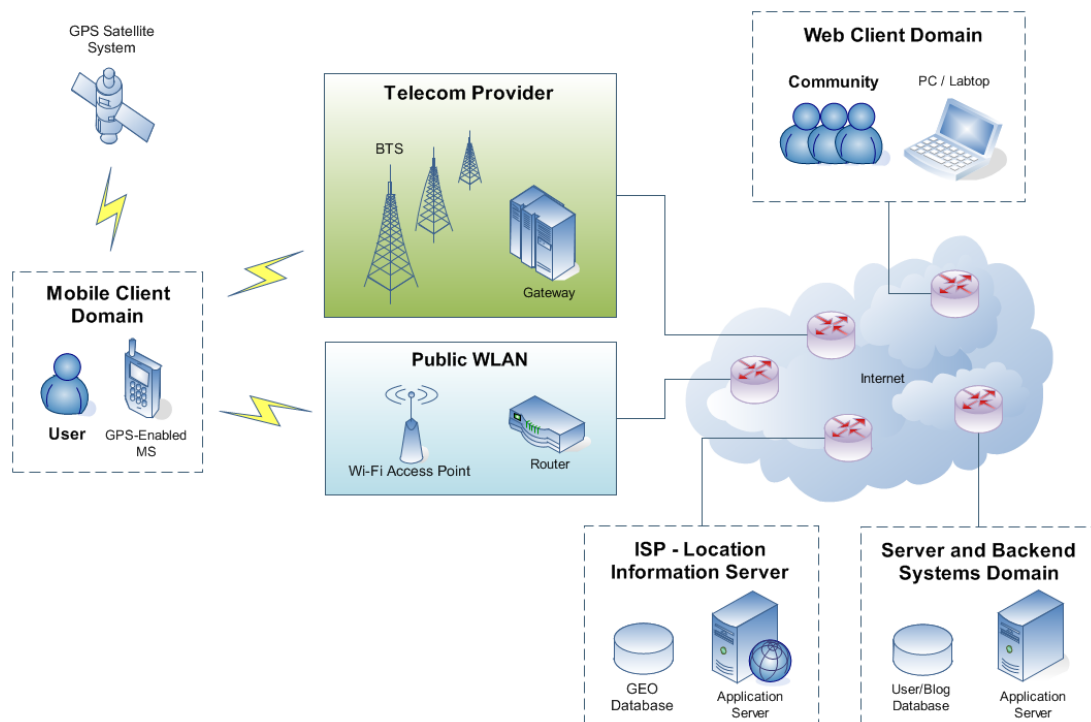 GPS Satellite
System
Telecom Provider
BTS
Gateway
Web Client Domain
Community
PC / Labtop
Mobile Client
Domain
User
GPS-Enabled
MS
Public WLAN
Wi-Fi Access Point
Router
Internet
ISP - Location
Information Server
GEO
Database
Application
Server
Server and Backend
Systems Domain
User/Blog
Database
Application
Server